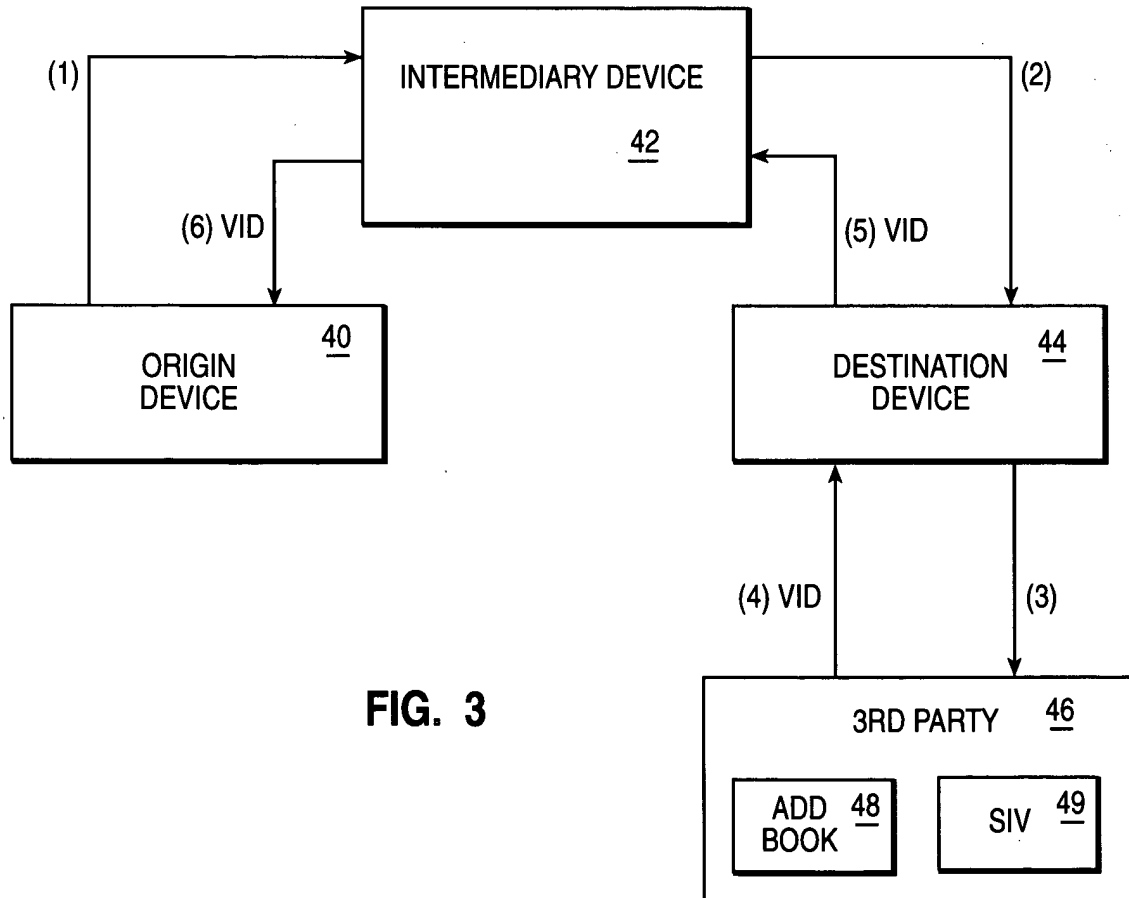 (1)
INTERMEDIARY DEVICE
42
(2)
(6) VID
(5) VID
40
ORIGIN
DEVICE
44
DESTINATION
DEVICE
(4) VID
(3)
FIG. 3
3RD PARTY 46
ADD 48
BOOK
SIV 49